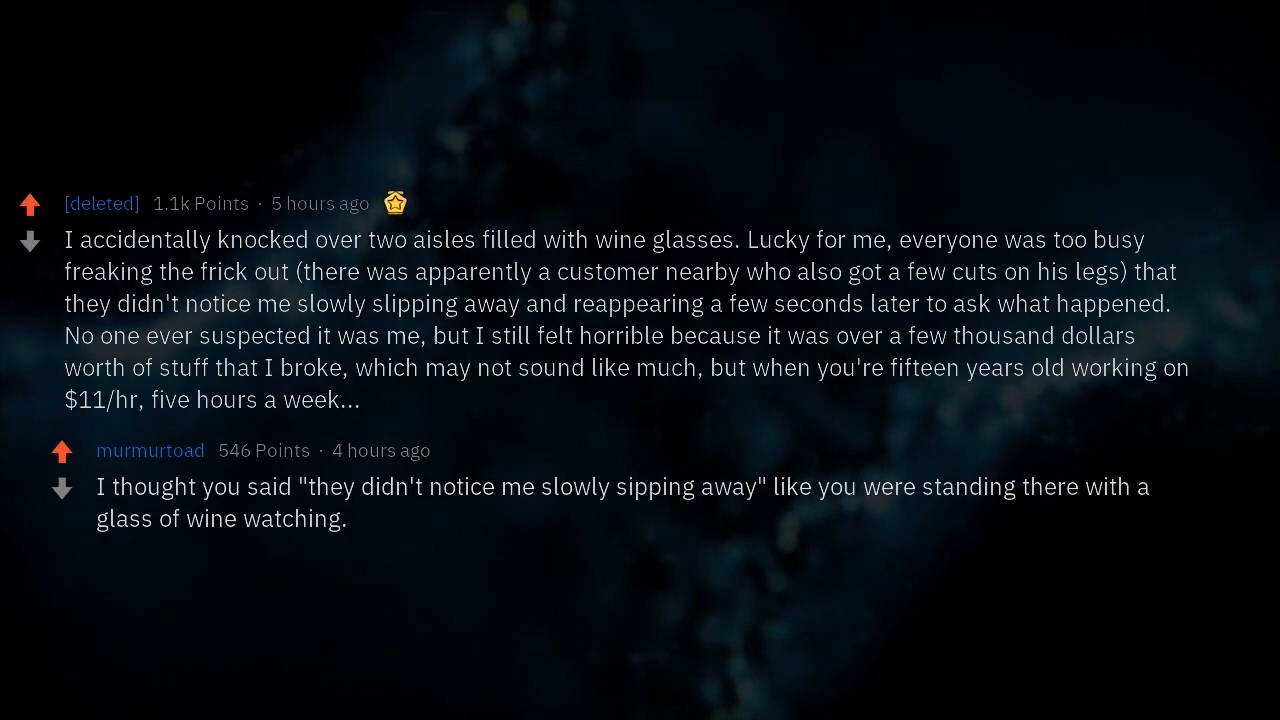 [deleted] 1.1k Points · 5 hours ago
I accidentally knocked over two aisles filled with wine glasses. Lucky for me, everyone was too busy
freaking the frick out (there was apparently a customer nearby who also got a few cuts on his legs) that
they didn't notice me slowly slipping away and reappearing a few seconds later to ask what happened.
No one ever suspected it was me, but I still felt horrible because it was over a few thousand dollars
worth of stuff that I broke, which may not sound like much, but when you're fifteen years old working on
$11/hr, five hours a week...
murmurtoad 546 Points · 4 hours ago
I thought you said "they didn't notice me slowly sipping away" like you were standing there with a
glass of wine watching.